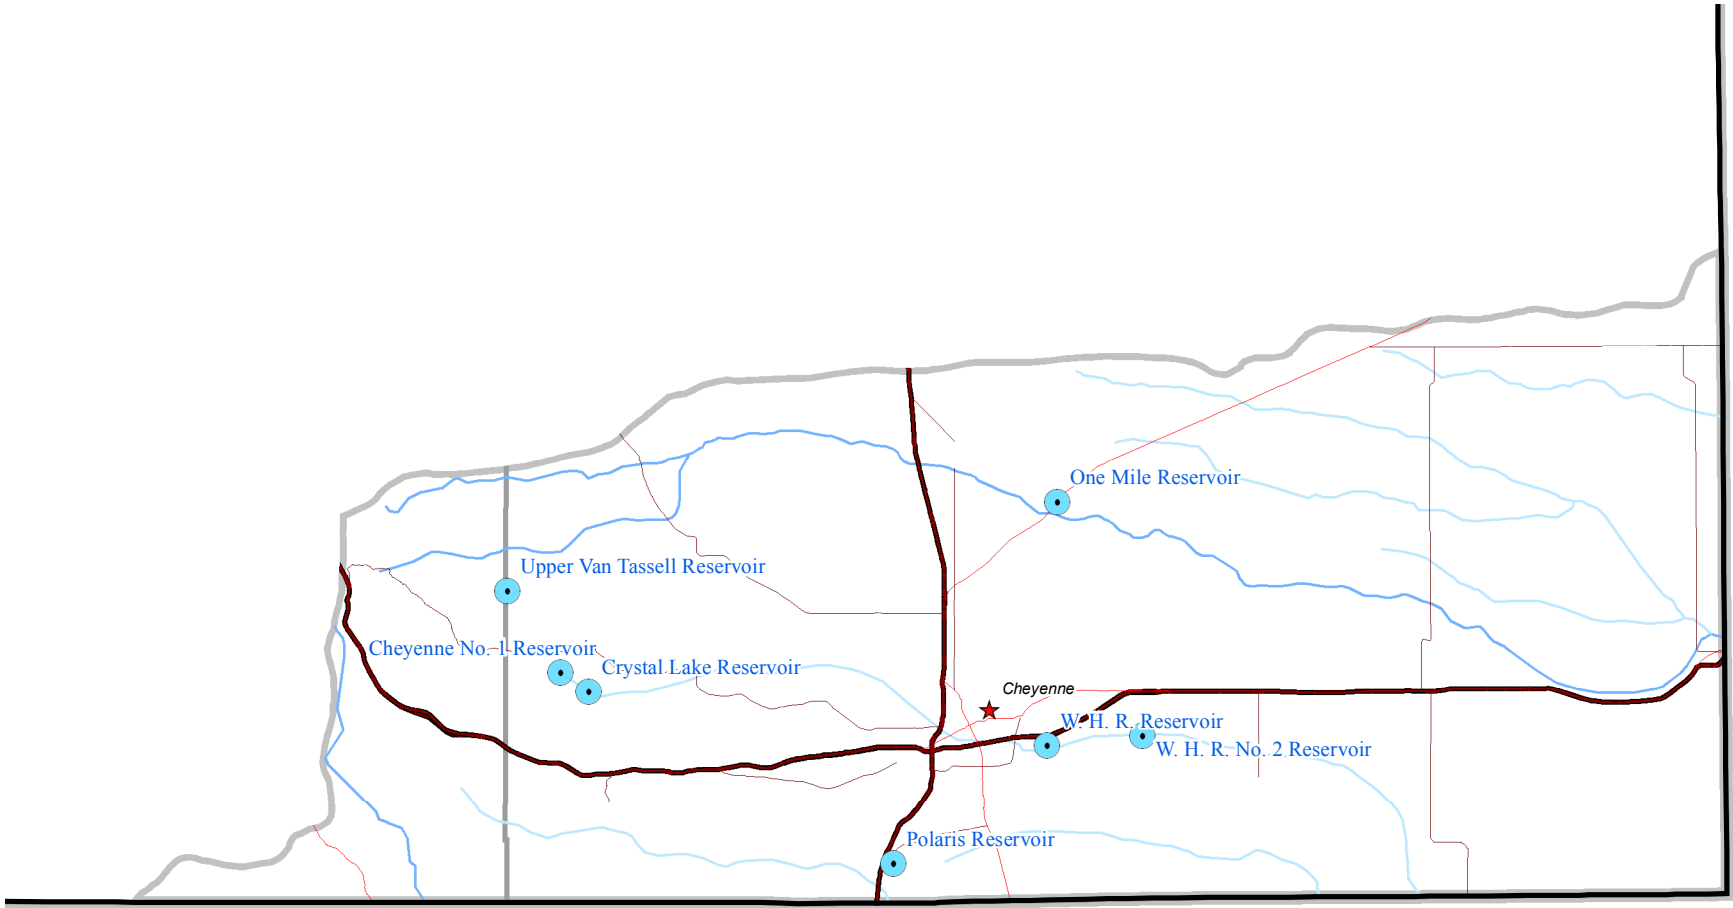 One Mile Reservoir
Upper Van Tassell Reservoir
Cheyenne No. 1 Reservoir
Crystal Lake Reservoir
Cheyenne
W. H. R. Reservoir
W. H. R. No. 2 Reservoir
Polaris Reservoir